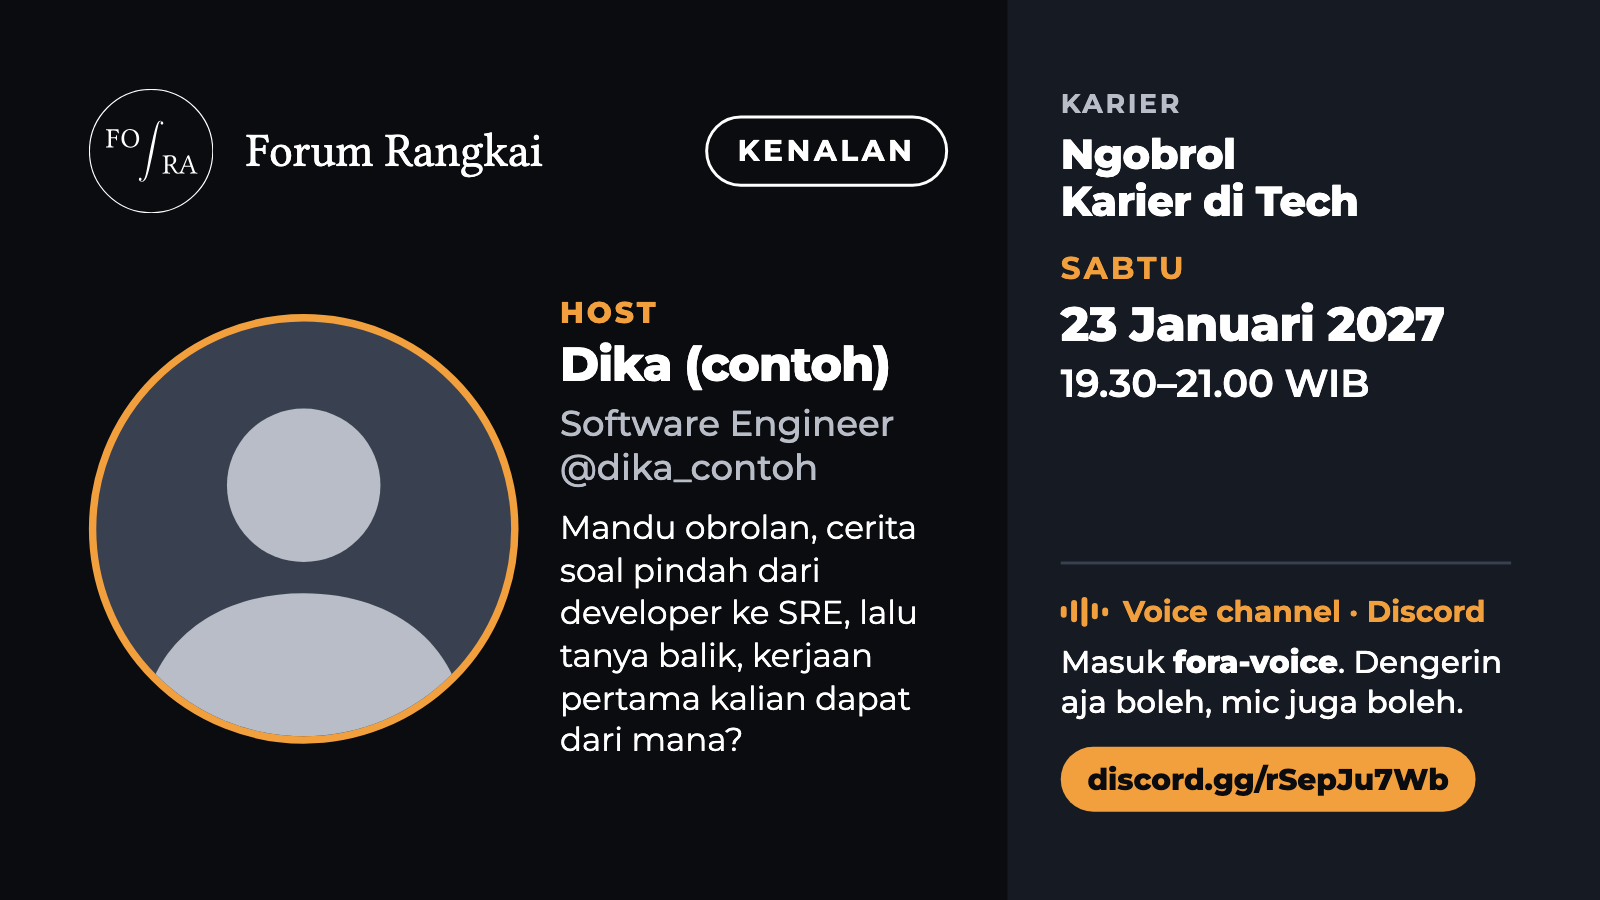 FO
RA
Forum Rangkai
KENALAN
HOST
Dika (contoh)
Software Engineer
@dika_contoh
Mandu obrolan, cerita
soal pindah dari
developer ke SRE, lalu
tanya balik, kerjaan
pertama kalian dapat
dari mana?
KARIER
Ngobrol
Karier di Tech
SABTU
23 Januari 2027
19.30–21.00 WIB
Voice channel · Discord
Masuk fora-voice. Dengerin
aja boleh, mic juga boleh.
discord.gg/rSepJu7Wb